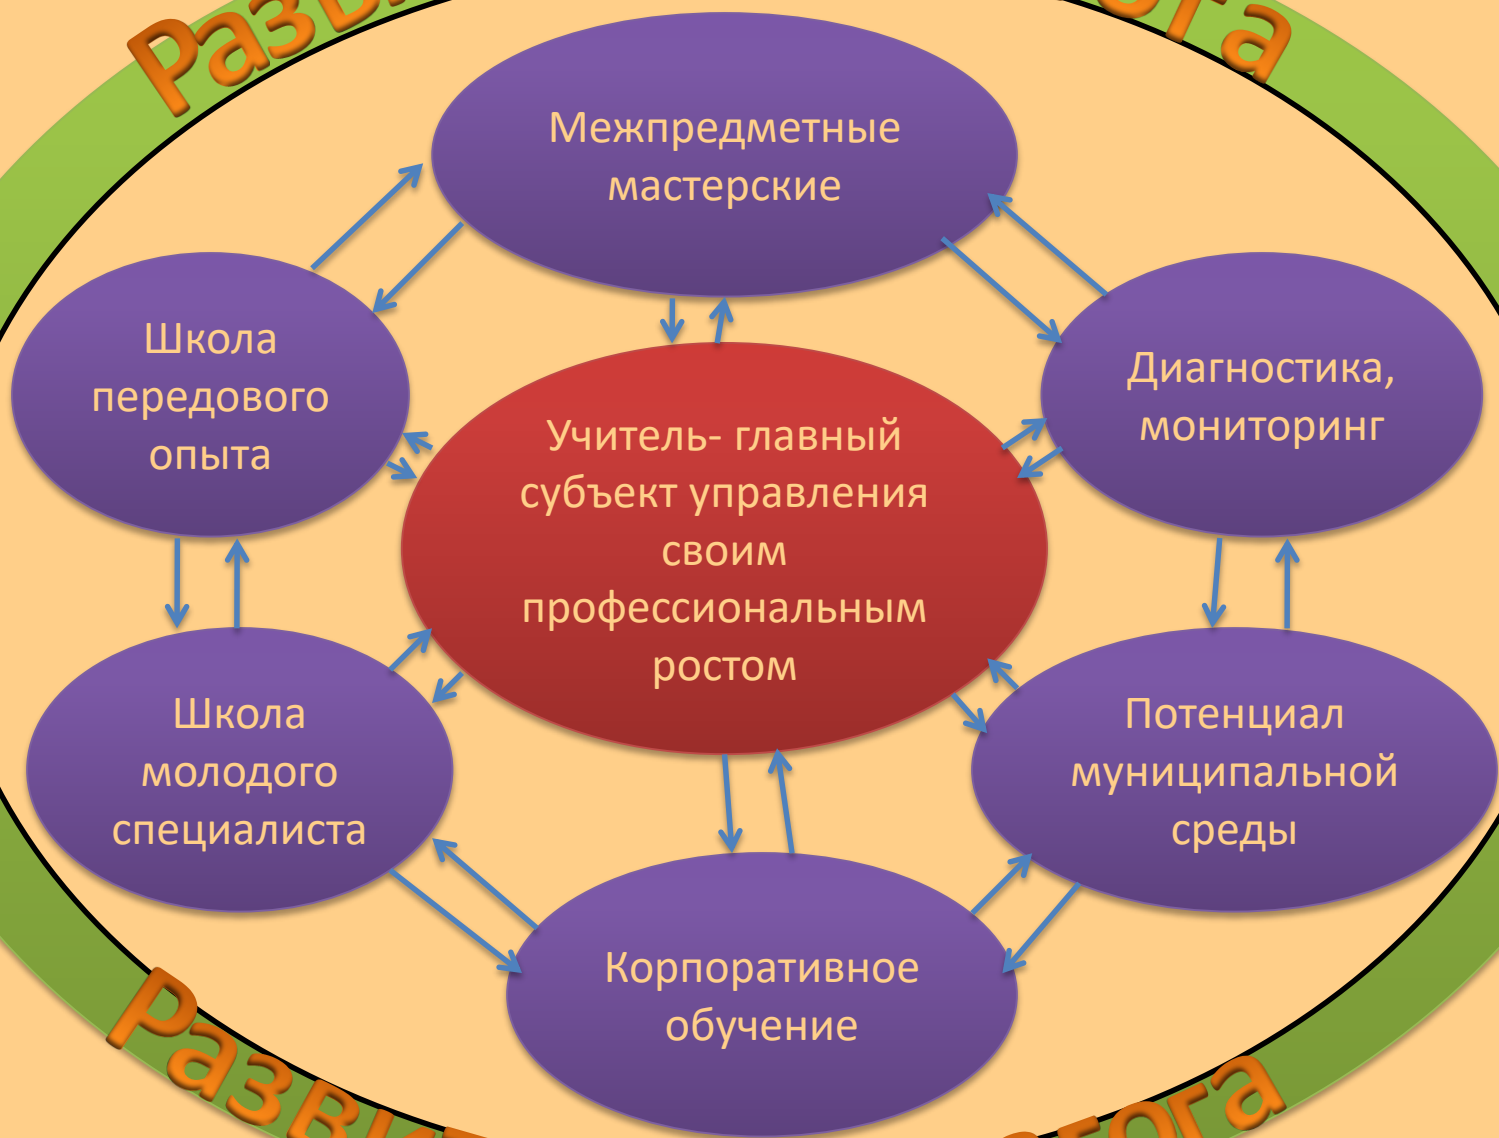 Межпредметные
мастерские
Школа
передового
опыта
Диагностика,
мониторинг
Учитель- главный
субъект управления
своим
профессиональным
ростом
Школа
молодого
специалиста
Потенциал
муниципальной
среды
Корпоративное
обучение